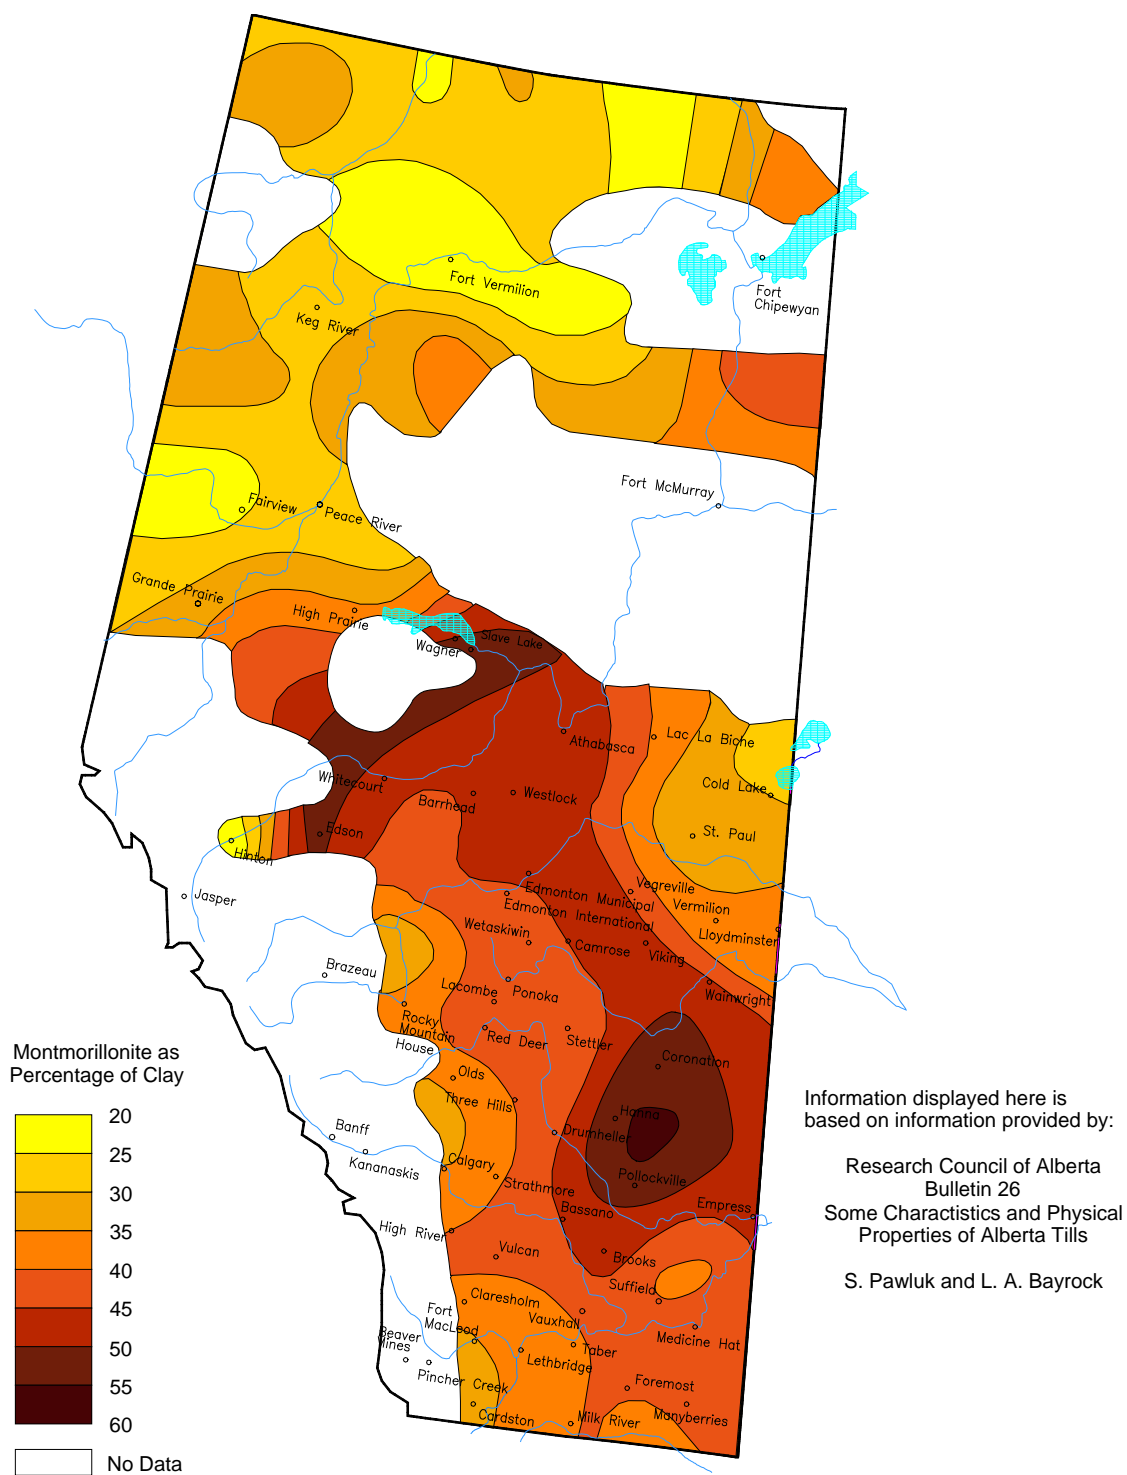 Fort Vermilion
Fort
Chipewyan
Keg River
Fort McMurray
Fairview
Peace River
Grande Prairie
High Prairie
Slave Lake
Wagner
Athabasca
Lac La Biche
Whitecourt
Barrhead
Westlock
Cold Lake
Edson
St. Paul
Hinton
Jasper
Edmonton Municipal
Vegreville
Edmonton International
Vermilion
Wetaskiwin
Camrose
Lloydminster
Viking
Brazeau
Lacombe
Ponoka
Wainwright
Rocky
Mountain
House
Red Deer
Stettler
Coronation
Olds
Three Hills
Hanna
Banff
Drumheller
Kananaskis
Calgary
Strathmore
Pollockville
Bassano
Empress
High River
Vulcan
Brooks
Suffield
Claresholm
Fort
MacLeod
Vauxhall
Beaver
Mines
Medicine Hat
Taber
Lethbridge
Pincher Creek
Foremost
Cardston
Milk River
Manyberries
Montmorillonite as
Percentage of Clay
20
25
30
35
40
45
50
55
60
No Data
Information displayed here is
based on information provided by:
Research Council of Alberta
Bulletin 26
Some Charactistics and Physical
Properties of Alberta Tills
S. Pawluk and L. A. Bayrock